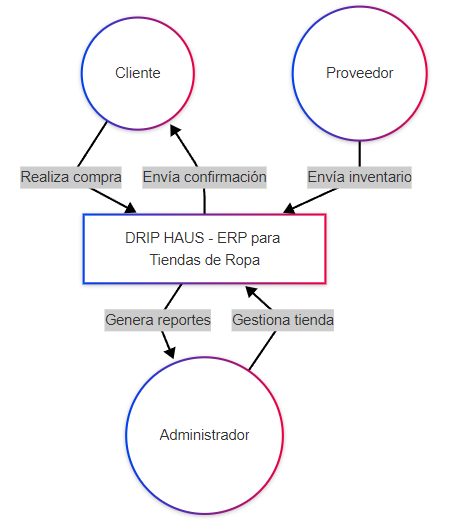 Cliente
Proveedor
Realiza compra
Envía confirmación
Envía inventario
DRIP HAUS - ERP para
Tiendas de Ropa
Genera reportes
Gestiona tienda
Administrador